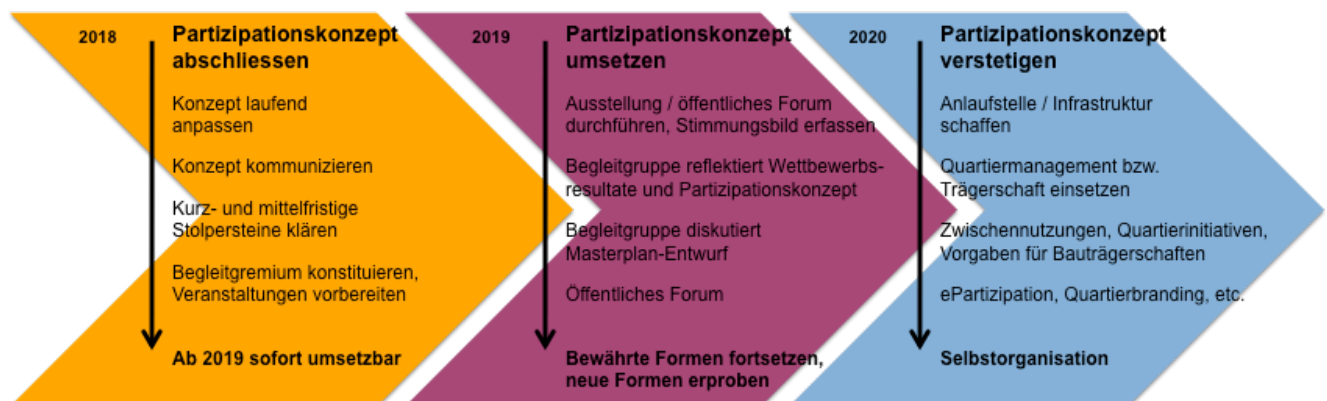 2018
Partizipationskonzept
abschliessen
Konzept laufend
anpassen
Konzept kommunizieren
Kurz- und mittelfristige
Stolpersteine klären
Begleitgremium konstituieren,
Veranstaltungen vorbereiten
Ab 2019 sofort umsetzbar
2019
Partizipationskonzept
umsetzen
Ausstellung / öffentliches Forum
durchführen, Stimmungsbild erfassen
Begleitgruppe reflektiert Wettbewerbs-
resultate und Partizipationskonzept
Begleitgruppe diskutiert
Masterplan-Entwurf
Öffentliches Forum
Bewährte Formen fortsetzen,
neue Formen erproben
2020
Partizipationskonzept
verstetigen
Anlaufstelle / Infrastruktur
schaffen
Quartiermanagement bzw.
Trägerschaft einsetzen
Zwischennutzungen, Quartierinitiativen,
Vorgaben für Bauträgerschaften
ePartizipation, Quartierbranding, etc.
Selbstorganisation